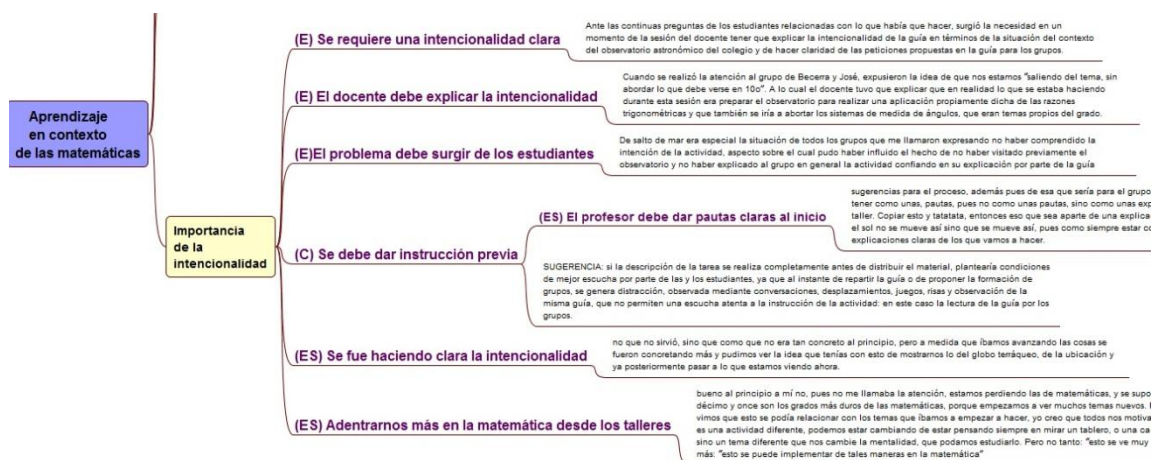 Aprendizaje
en contexto
de las matemáticas
Importancia
de la
intencionalidad
(E) Se requiere una intencionalidad clara
Ante las continuas preguntas de los estudiantes relacionadas con lo que había que hacer, surgió la necesidad en un
momento de la sesión del docente tener que explicar la intencionalidad de la guía en términos de la situación del contexto
del observatorio astronómico del colegio y de hacer claridad de las peticiones propuestas en la guía para los grupos.
(E) El docente debe explicar la intencionalidad
Cuando se realizó la atención al grupo de Becerra y José, expusieron la idea de que nos estamos "saliendo del tema, sin
abordar lo que debe verse en 10o". A lo cual el docente tuvo que explicar que en realidad lo que se estaba haciendo
durante esta sesión era preparar el observatorio para realizar una aplicación propiamente dicha de las razones
trigonométricas y que también se iría a abortar los sistemas de medida de ángulos, que eran temas propios del grado.
(E)El problema debe surgir de los estudiantes
De salto de mar era especial la situación de todos los grupos que me llamaron expresando no haber comprendido la
intención de la actividad, aspecto sobre el cual pudo haber influido el hecho de no haber visitado previamente el
observatorio y no haber explicado al grupo en general la actividad confiando en su explicación por parte de la guía
(C) Se debe dar instrucción previa
(ES) El profesor debe dar pautas claras al inicio
sugerencias para el proceso, además pues de esa que sería para el grupo
tener como unas, pautas, pues no como unas pautas, sino como unas exp
taller. Copiar esto y tatatata, entonces eso que sea aparte de una explica
el sol no se mueve así sino que se mueve así, pues como siempre estar co
explicaciones claras de los que vamos a hacer.
SUGERENCIA: si la descripción de la tarea se realiza completamente antes de distribuir el material, plantearía condiciones
de mejor escucha por parte de las y los estudiantes, ya que al instante de repartir la guía o de proponer la formación de
grupos, se genera distracción, observada mediante conversaciones, desplazamientos, juegos, risas y observación de la
misma guía, que no permiten una escucha atenta a la instrucción de la actividad: en este caso la lectura de la guía por los
grupos.
(ES) Se fue haciendo clara la intencionalidad
no que no sirvió, sino que como que no era tan concreto al principio, pero a medida que íbamos avanzando las cosas se
fueron concretando más y pudimos ver la idea que tenías con esto de mostrarnos lo del globo terráqueo, de la ubicación y
ya posteriormente pasar a lo que estamos viendo ahora.
(ES) Adentrarnos más en la matemática desde los talleres
bueno al principio a mí no, pues no me llamaba la atención, estamos perdiendo las de matemáticas, y se supo
décimo y once son los grados más duros de las matemáticas, porque empezamos a ver muchos temas nuevos.
vimos que esto se podía relacionar con los temas que íbamos a empezar a hacer, yo creo que todos nos motiva
es una actividad diferente, podemos estar cambiando de estar pensando siempre en mirar un tablero, o una ca
sino un tema diferente que nos cambie la mentalidad, que podamos estudiarlo. Pero no tanto: "esto se ve muy
más: "esto se puede implementar de tales maneras en la matemática"